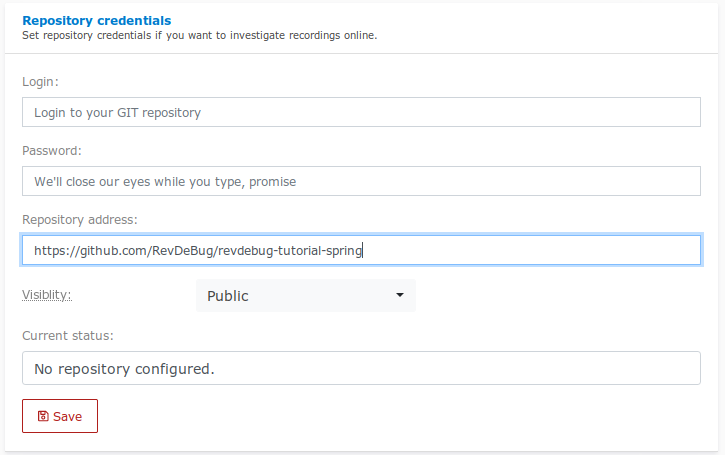 Repository credentials
Set repository credentials if you want to investigate recordings online.
Login:
Login to your GIT repository
Password:
We'll close our eyes while you type, promise
Repository address:
https://github.com/RevDeBug/revdebug-tutorial-spring
Visiblity:
Public
Current status:
No repository configured.
Save